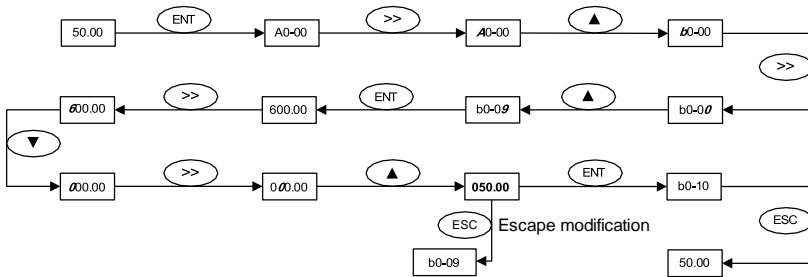 50.00 ENT A0-00 >> A0-00 ▲ b0-00
>>
600.00 >> 600.00 ENT b0-09 ▲ b0-00
▼
000.00 >> 000.00 ▲ 050.00 ENT b0-10
ESC Escape modification ESC
b0-09 50.00